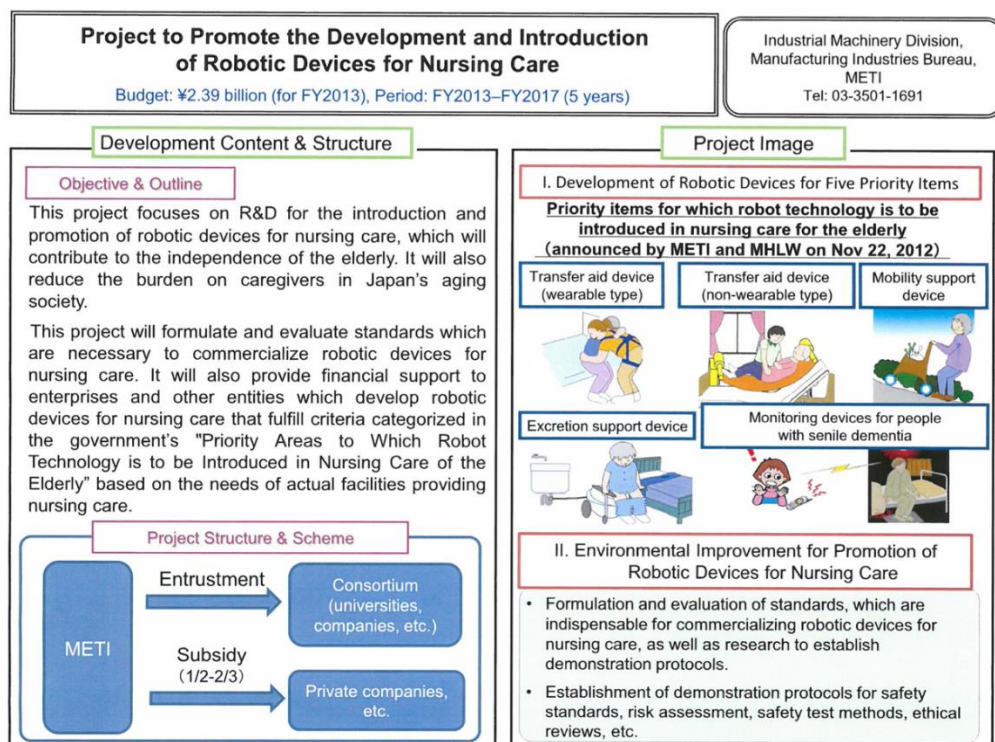 Project to Promote the Development and Introduction
of Robotic Devices for Nursing Care
Budget: ¥2.39 billion (for FY2013), Period: FY2013–FY2017 (5 years)
Industrial Machinery Division,
Manufacturing Industries Bureau,
METI
Tel: 03-3501-1691
Development Content & Structure
Objective & Outline
This project focuses on R&D for the introduction and
promotion of robotic devices for nursing care, which will
contribute to the independence of the elderly. It will also
reduce the burden on caregivers in Japan's aging
society.
This project will formulate and evaluate standards which
are necessary to commercialize robotic devices for
nursing care. It will also provide financial support to
enterprises and other entities which develop robotic
devices for nursing care that fulfill criteria categorized in
the government's "Priority Areas to Which Robot
Technology is to be Introduced in Nursing Care of the
Elderly" based on the needs of actual facilities providing
nursing care.
Project Structure & Scheme
METI
Entrustment
Consortium
(universities,
companies, etc.)
Subsidy
(1/2-2/3)
Private companies,
etc.
Project Image
I. Development of Robotic Devices for Five Priority Items
Priority items for which robot technology is to be
introduced in nursing care for the elderly
(announced by METI and MHLW on Nov 22, 2012)
Transfer aid device
(wearable type)
Transfer aid device
(non-wearable type)
Mobility support
device
Excretion support device
Monitoring devices for people
with senile dementia
II. Environmental Improvement for Promotion of
Robotic Devices for Nursing Care
• Formulation and evaluation of standards, which are
indispensable for commercializing robotic devices for
nursing care, as well as research to establish
demonstration protocols.
• Establishment of demonstration protocols for safety
standards, risk assessment, safety test methods, ethical
reviews, etc.